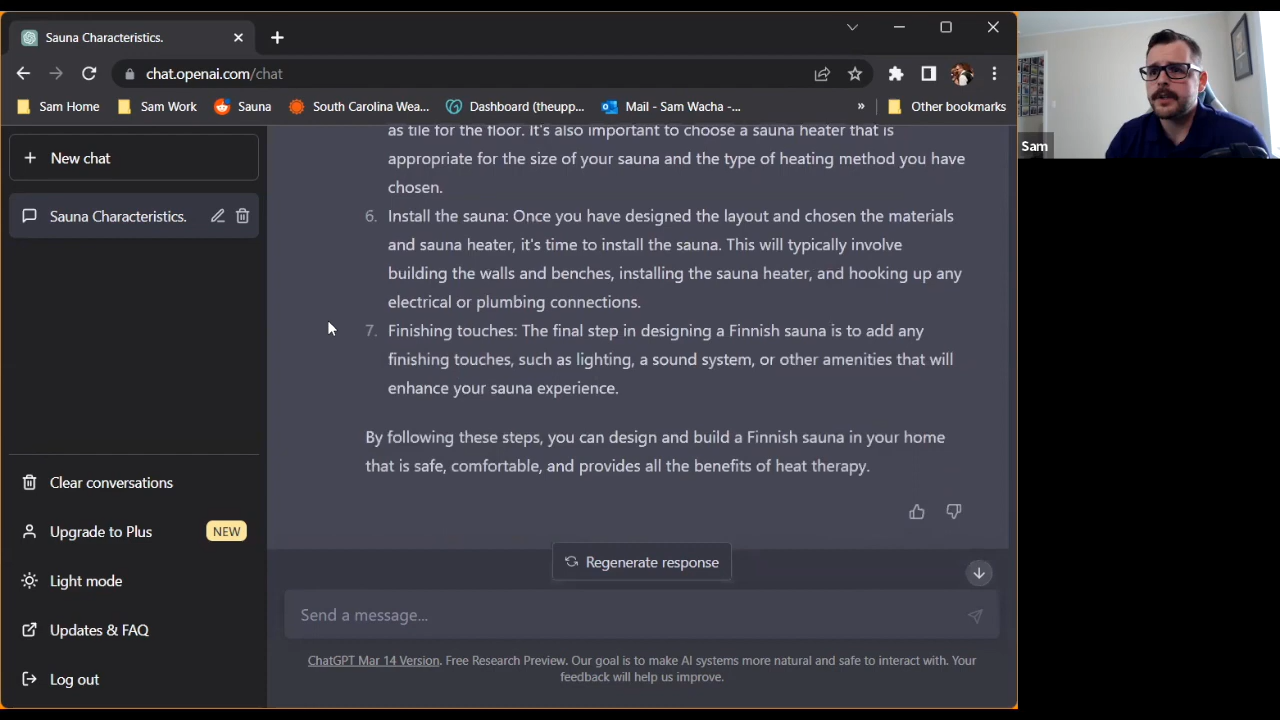 Sauna Characteristics.
chat.openai.com/chat
Sam Home
Sam Work
Sauna
South Carolina Wea...
Dashboard (theupp...
Mail - Sam Wacha -...
»
Other bookmarks
Sam
New chat
Sauna Characteristics.
as tile for the floor. It's also important to choose a sauna heater that is
appropriate for the size of your sauna and the type of heating method you have
chosen.
6. Install the sauna: Once you have designed the layout and chosen the materials
and sauna heater, it's time to install the sauna. This will typically involve
building the walls and benches, installing the sauna heater, and hooking up any
electrical or plumbing connections.
7. Finishing touches: The final step in designing a Finnish sauna is to add any
finishing touches, such as lighting, a sound system, or other amenities that will
enhance your sauna experience.
By following these steps, you can design and build a Finnish sauna in your home
that is safe, comfortable, and provides all the benefits of heat therapy.
Clear conversations
Upgrade to Plus NEW
Light mode
Updates & FAQ
Log out
Regenerate response
Send a message...
ChatGPT Mar 14 Version. Free Research Preview. Our goal is to make AI systems more natural and safe to interact with. Your
feedback will help us improve.